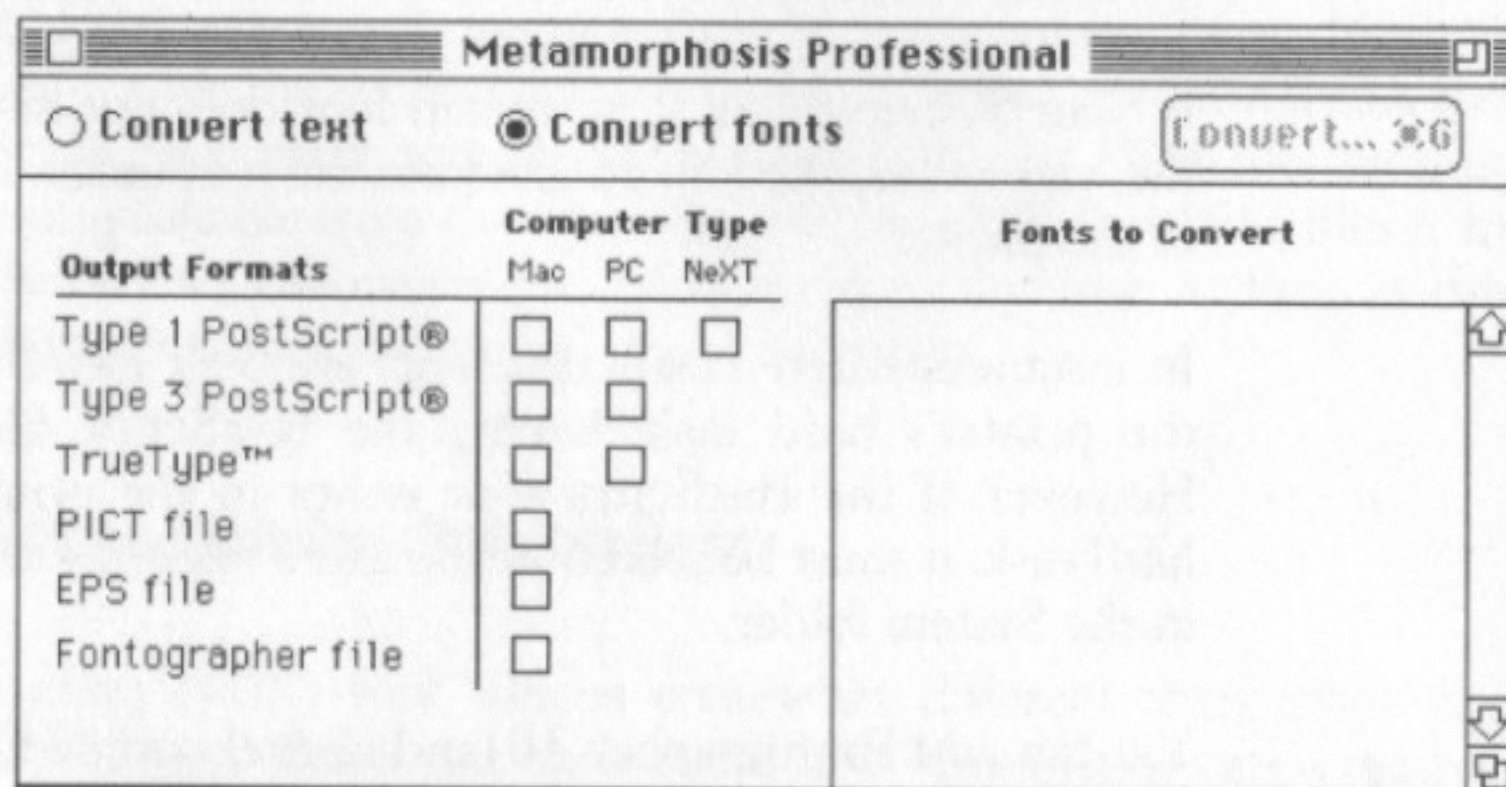 Metamorphosis Professional
Convert text Convert fonts Convert... ⌘G
Computer Type Fonts to Convert
Output Formats Mac PC NeXT
Type 1 PostScript®
Type 3 PostScript®
TrueType™
PICT file
EPS file
Fontographer file